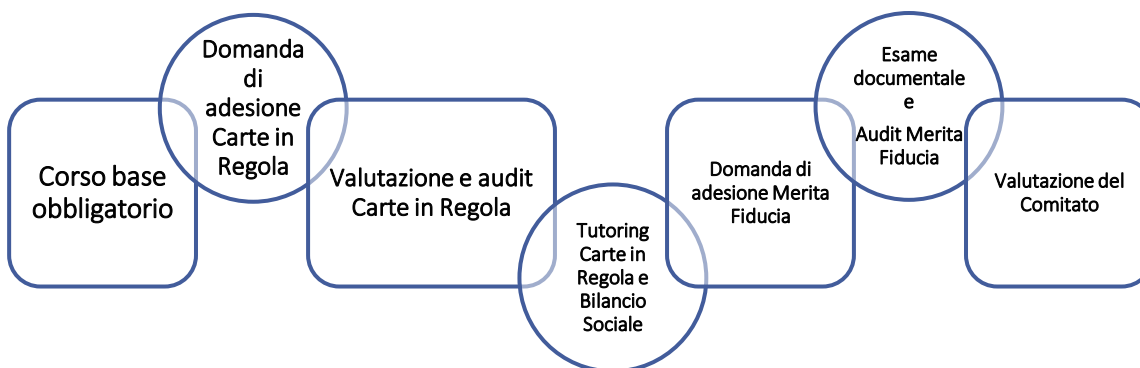 Corso base
obbligatorio
Domanda
di
adesione
Carte in
Regola
Valutazione e audit
Carte in Regola
Tutoring
Carte in
Regola e
Bilancio
Sociale
Domanda di
adesione Merita
Fiducia
Esame
documentale
e
Audit Merita
Fiducia
Valutazione del
Comitato